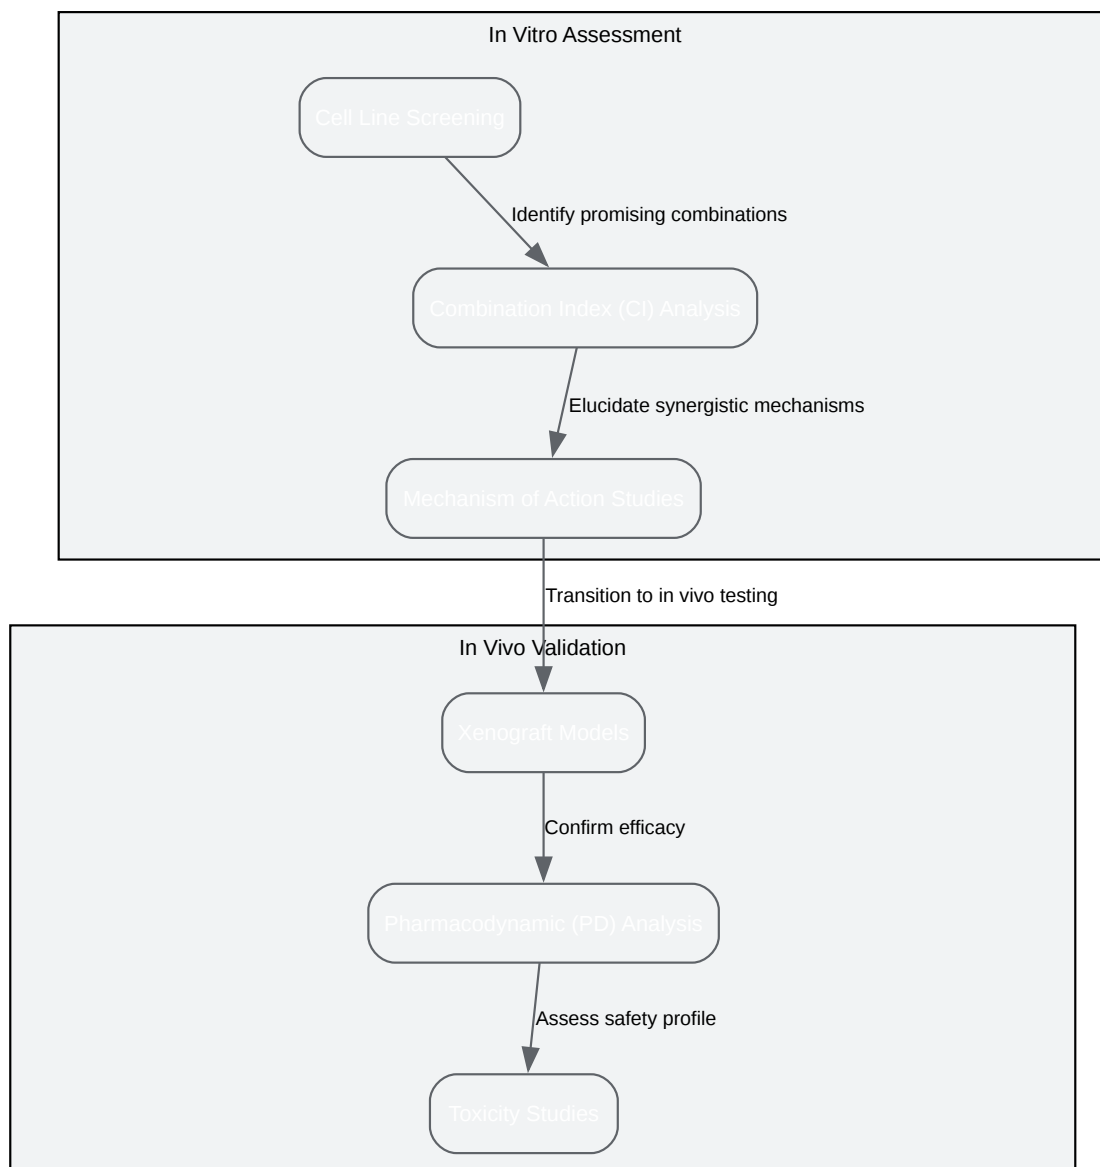 In Vitro Assessment
Cell Line Screening
Identify promising combinations
Combination Index (CI) Analysis
Elucidate synergistic mechanisms
Mechanism of Action Studies
Transition to in vivo testing
In Vivo Validation
Xenograft Models
Confirm efficacy
Pharmacodynamic (PD) Analysis
Assess safety profile
Toxicity Studies